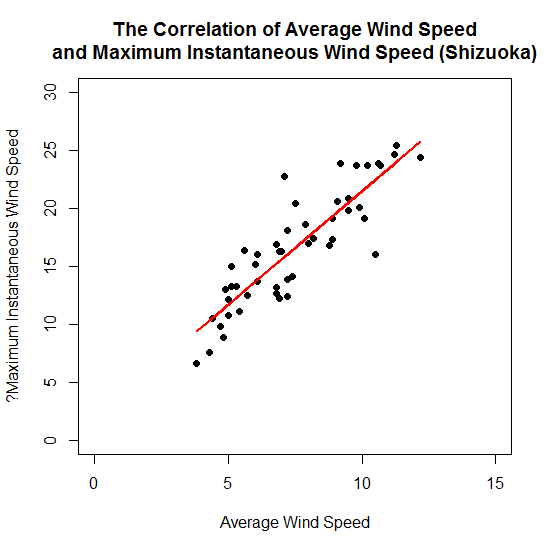 The Correlation of Average Wind Speed
and Maximum Instantaneous Wind Speed (Shizuoka)
?Maximum Instantaneous Wind Speed
30
25
20
15
10
5
0
0
5
10
15
Average Wind Speed